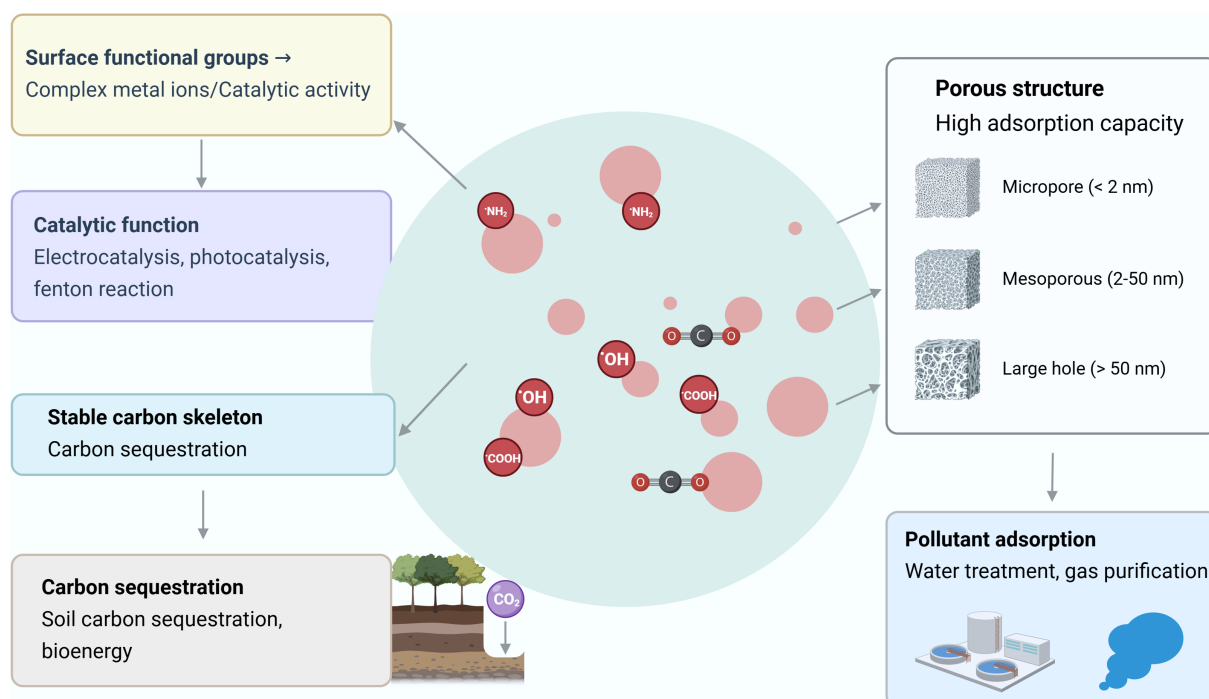 Surface functional groups →
Complex metal ions/Catalytic activity
Catalytic function
Electrocatalysis, photocatalysis,
fenton reaction
Stable carbon skeleton
Carbon sequestration
Carbon sequestration
Soil carbon sequestration,
bioenergy
CO₂
•NH₂
•NH₂
O C O
•OH
•OH
•COOH
•COOH
O C O
Porous structure
High adsorption capacity
Micropore (< 2 nm)
Mesoporous (2-50 nm)
Large hole (> 50 nm)
Pollutant adsorption
Water treatment, gas purification